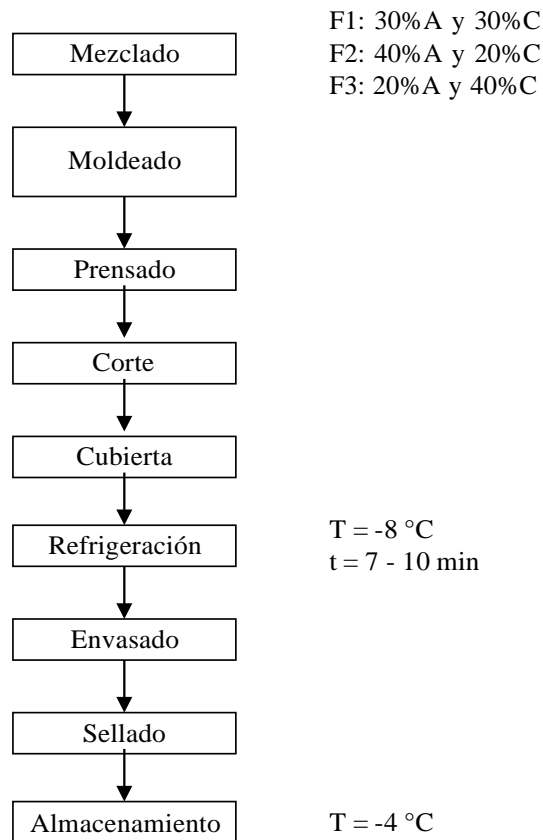 F1: 30%A y 30%C
Mezclado
F2: 40%A y 20%C
F3: 20%A y 40%C
Moldeado
Prensado
Corte
Cubierta
Refrigeración
T = -8 °C
t = 7 - 10 min
Envasado
Sellado
Almacenamiento
T = -4 °C